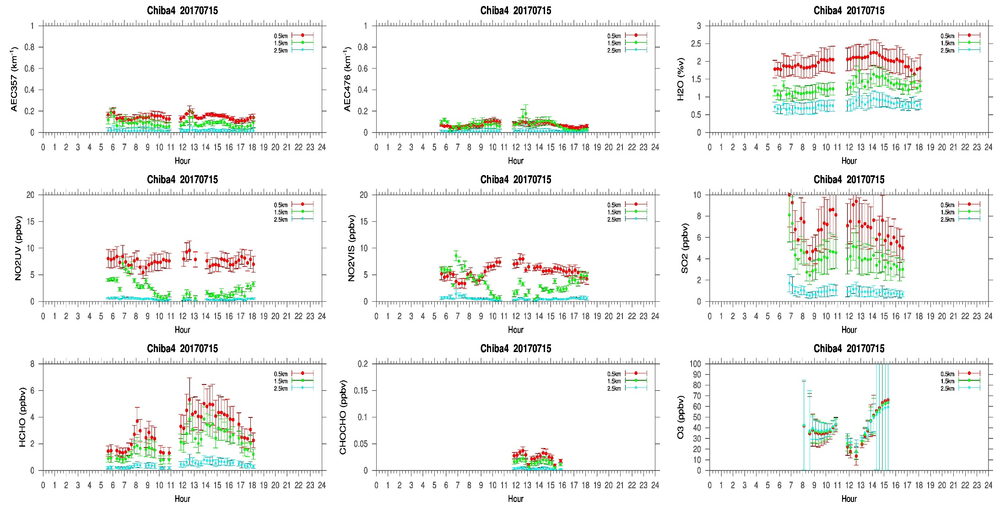 Chiba4 20170715
AEC357 (km-1)
1
0.8
0.6
0.4
0.2
0
0.5km
1.5km
2.5km
0 1 2 3 4 5 6 7 8 9 10 11 12 13 14 15 16 17 18 19 20 21 22 23 24
Hour
Chiba4 20170715
AEC476 (km-1)
1
0.8
0.6
0.4
0.2
0
0.5km
1.5km
2.5km
0 1 2 3 4 5 6 7 8 9 10 11 12 13 14 15 16 17 18 19 20 21 22 23 24
Hour
Chiba4 20170715
H2O (%v)
3
2.5
2
1.5
1
0.5
0
0.5km
1.5km
2.5km
0 1 2 3 4 5 6 7 8 9 10 11 12 13 14 15 16 17 18 19 20 21 22 23 24
Hour
Chiba4 20170715
NO2UV (ppbv)
20
15
10
5
0
0.5km
1.5km
2.5km
0 1 2 3 4 5 6 7 8 9 10 11 12 13 14 15 16 17 18 19 20 21 22 23 24
Hour
Chiba4 20170715
NO2VIS (ppbv)
20
15
10
5
0
0.5km
1.5km
2.5km
0 1 2 3 4 5 6 7 8 9 10 11 12 13 14 15 16 17 18 19 20 21 22 23 24
Hour
Chiba4 20170715
SO2 (ppbv)
10
8
6
4
2
0
0.5km
1.5km
2.5km
0 1 2 3 4 5 6 7 8 9 10 11 12 13 14 15 16 17 18 19 20 21 22 23 24
Hour
Chiba4 20170715
HCHO (ppbv)
8
6
4
2
0
0.5km
1.5km
2.5km
0 1 2 3 4 5 6 7 8 9 10 11 12 13 14 15 16 17 18 19 20 21 22 23 24
Hour
Chiba4 20170715
CHOCHO (ppbv)
0.2
0.15
0.1
0.05
0
0.5km
1.5km
2.5km
0 1 2 3 4 5 6 7 8 9 10 11 12 13 14 15 16 17 18 19 20 21 22 23 24
Hour
Chiba4 20170715
O3 (ppbv)
100
90
80
70
60
50
40
30
20
10
0
0.5km
1.5km
2.5km
0 1 2 3 4 5 6 7 8 9 10 11 12 13 14 15 16 17 18 19 20 21 22 23 24
Hour